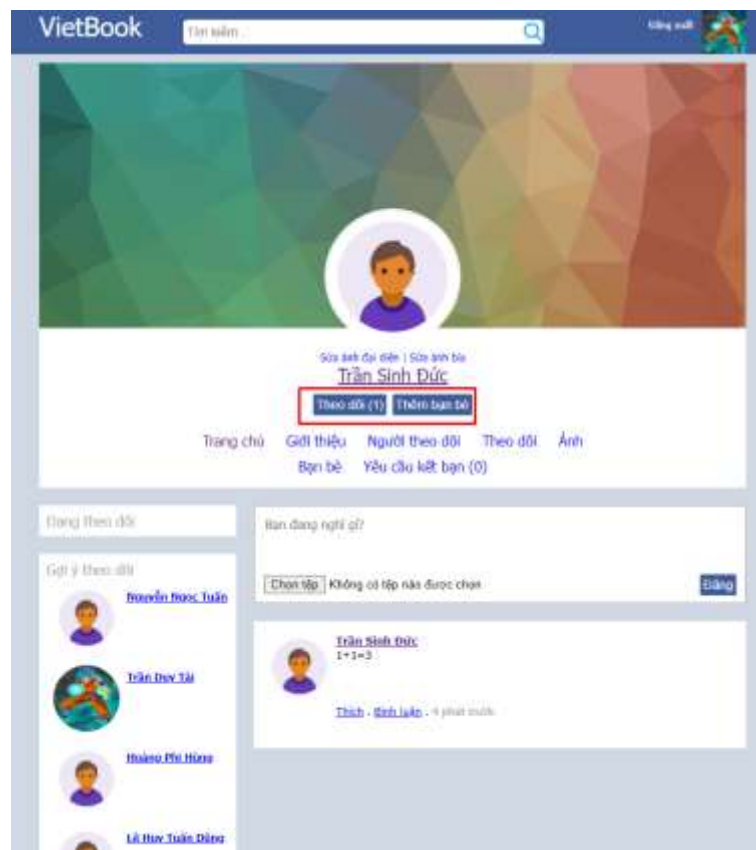 VietBook Tìm kiếm .. Đăng xuất
Sửa ảnh đại diện | Sửa ảnh bìa
Trần Sinh Đức
Theo dõi (1) Thêm bạn bè
Trang chủ Giới thiệu Người theo dõi Theo dõi Ảnh
Bạn bè Yêu cầu kết bạn (0)
Đang theo dõi
Gợi ý theo dõi
Nguyễn Ngọc Tuấn
Trần Duy Tài
Hoàng Phi Hùng
Lê Huy Tuấn Dũng
Bạn đang nghĩ gì?
Chọn tệp Không có tệp nào được chọn Đăng
Trần Sinh Đức
1+1=3
Thích . Bình luận . 4 phút trước